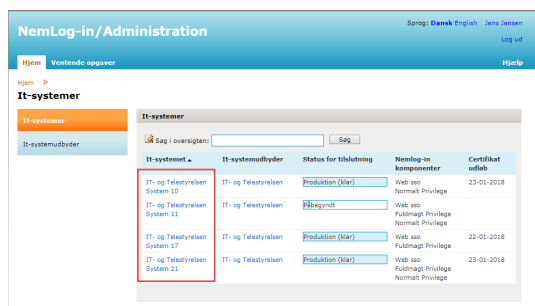 Sprog: Dansk English Jens Jensen
NemLog-in/Administration
Log ud
Hjem Ventende opgaver Hjælp
Hjem
It-systemer
It-systemer
It-systemudbyder
It-systemer
Søg i oversigten: Søg
It-systemet It-systemudbyder Status for tilslutning Nemlog-in komponenter Certifikat udløb
IT- og Telestyrelsen System 10 IT- og Telestyrelsen Produktion (klar) Web sso 23-01-2018
Normalt Privilege
IT- og Telestyrelsen System 11 IT- og Telestyrelsen Påbegyndt Web sso
Fuldmagt Privilege
Normalt Privilege
IT- og Telestyrelsen System 17 IT- og Telestyrelsen Produktion (klar) Web sso 22-01-2018
Fuldmagt Privilege
Normalt Privilege
IT- og Telestyrelsen System 21 IT- og Telestyrelsen Produktion (klar) Web sso 23-01-2018
Fuldmagt Privilege
Normalt Privilege